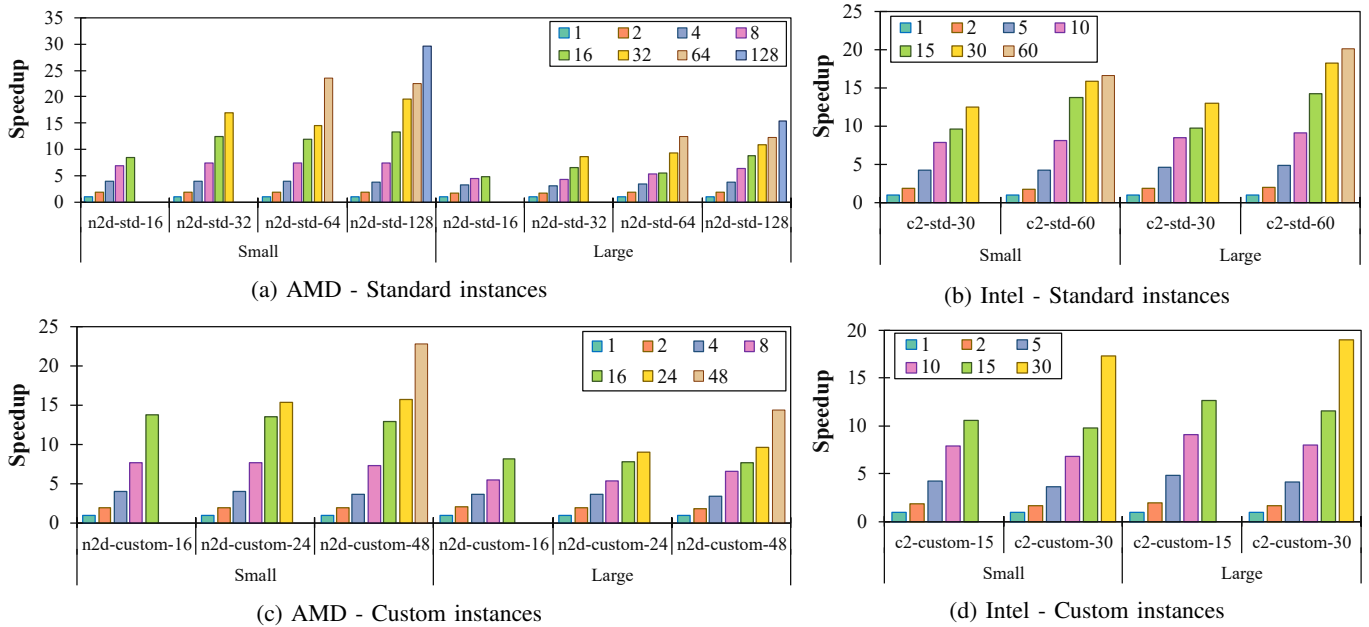 35
30
25
20
15
10
5
0
Speedup
1 2 4 8
16 32 64 128
n2d-std-16 n2d-std-32 n2d-std-64 n2d-std-128 n2d-std-16 n2d-std-32 n2d-std-64 n2d-std-128
Small Large
(a) AMD - Standard instances
25
20
15
10
5
0
Speedup
1 2 5 10
15 30 60
c2-std-30 c2-std-60 c2-std-30 c2-std-60
Small Large
(b) Intel - Standard instances
25
20
15
10
5
0
Speedup
1 2 4 8
16 24 48
n2d-custom-16 n2d-custom-24 n2d-custom-48 n2d-custom-16 n2d-custom-24 n2d-custom-48
Small Large
(c) AMD - Custom instances
20
15
10
5
0
Speedup
1 2 5
10 15 30
c2-custom-15 c2-custom-30 c2-custom-15 c2-custom-30
Small Large
(d) Intel - Custom instances